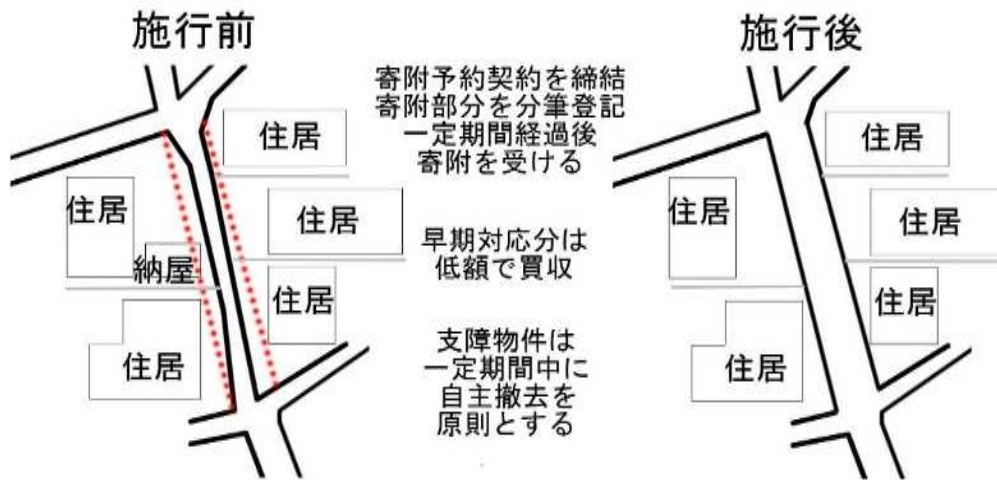 施行前
住居
住居
住居
納屋
住居
住居
寄附予約契約を締結
寄附部分を分筆登記
一定期間経過後
寄附を受ける
早期対応分は
低額で買収
支障物件は
一定期間中に
自主撤去を
原則とする
施行後
住居
住居
住居
住居
住居